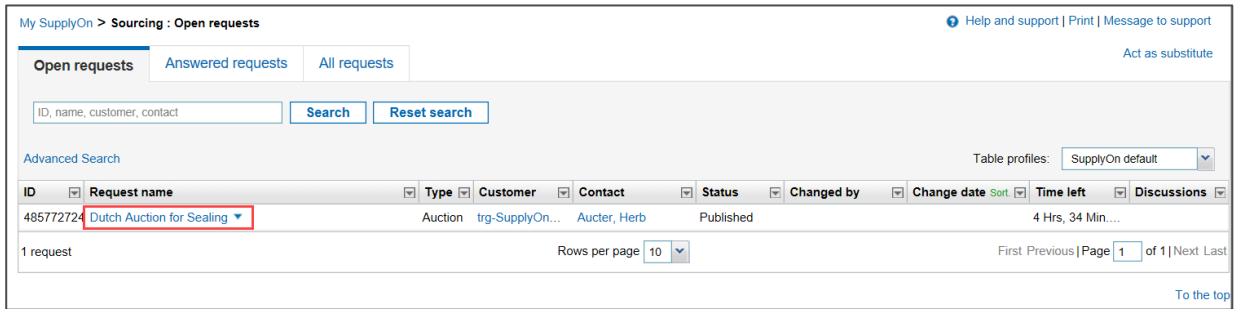 My SupplyOn > Sourcing : Open requests
Help and support | Print | Message to support
Open requests Answered requests All requests
Act as substitute
ID, name, customer, contact Search Reset search
Advanced Search Table profiles: SupplyOn default
ID Request name Type Customer Contact Status Changed by Change date Sort. Time left Discussions
485772724 Dutch Auction for Sealing Auction trg-SupplyOn... Aucter, Herb Published 4 Hrs, 34 Min....
1 request Rows per page 10 First Previous | Page 1 of 1 | Next Last
To the top